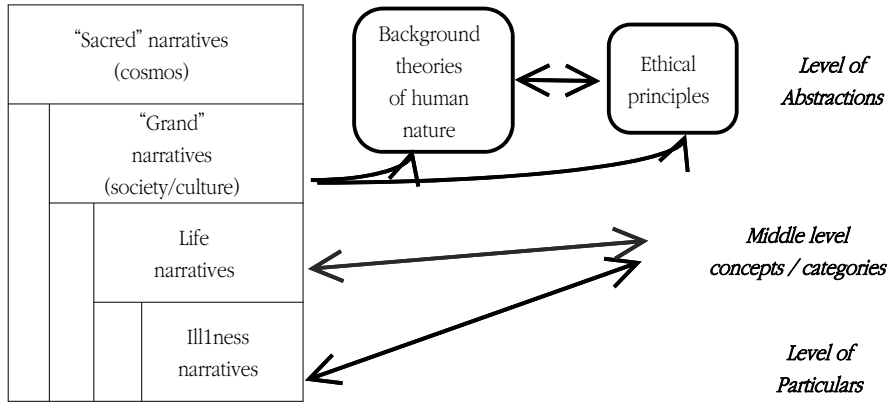 “Sacred” narratives
(cosmos)
“Grand”
narratives
(society/culture)
Life
narratives
Ill1ness
narratives
Background
theories
of human
nature
Ethical
principles
Level of
Abstractions
Middle level
concepts / categories
Level of
Particulars